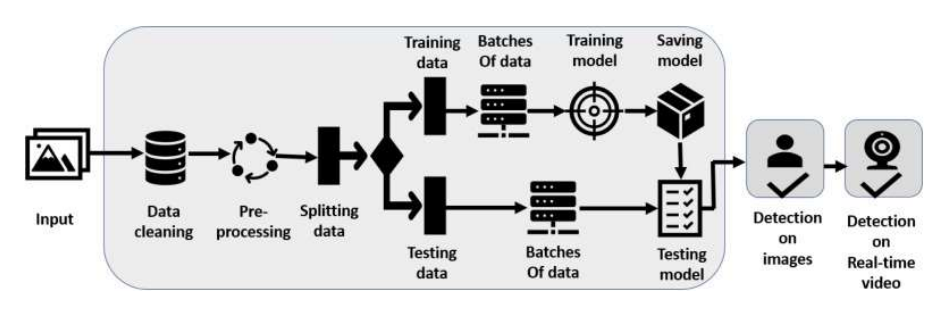 Training
data
Batches
Of data
Training
model
Saving
model
Input
Data
cleaning
Pre-
processing
Splitting
data
Testing
data
Batches
Of data
Testing
model
Detection
on
images
Detection
on
Real-time
video